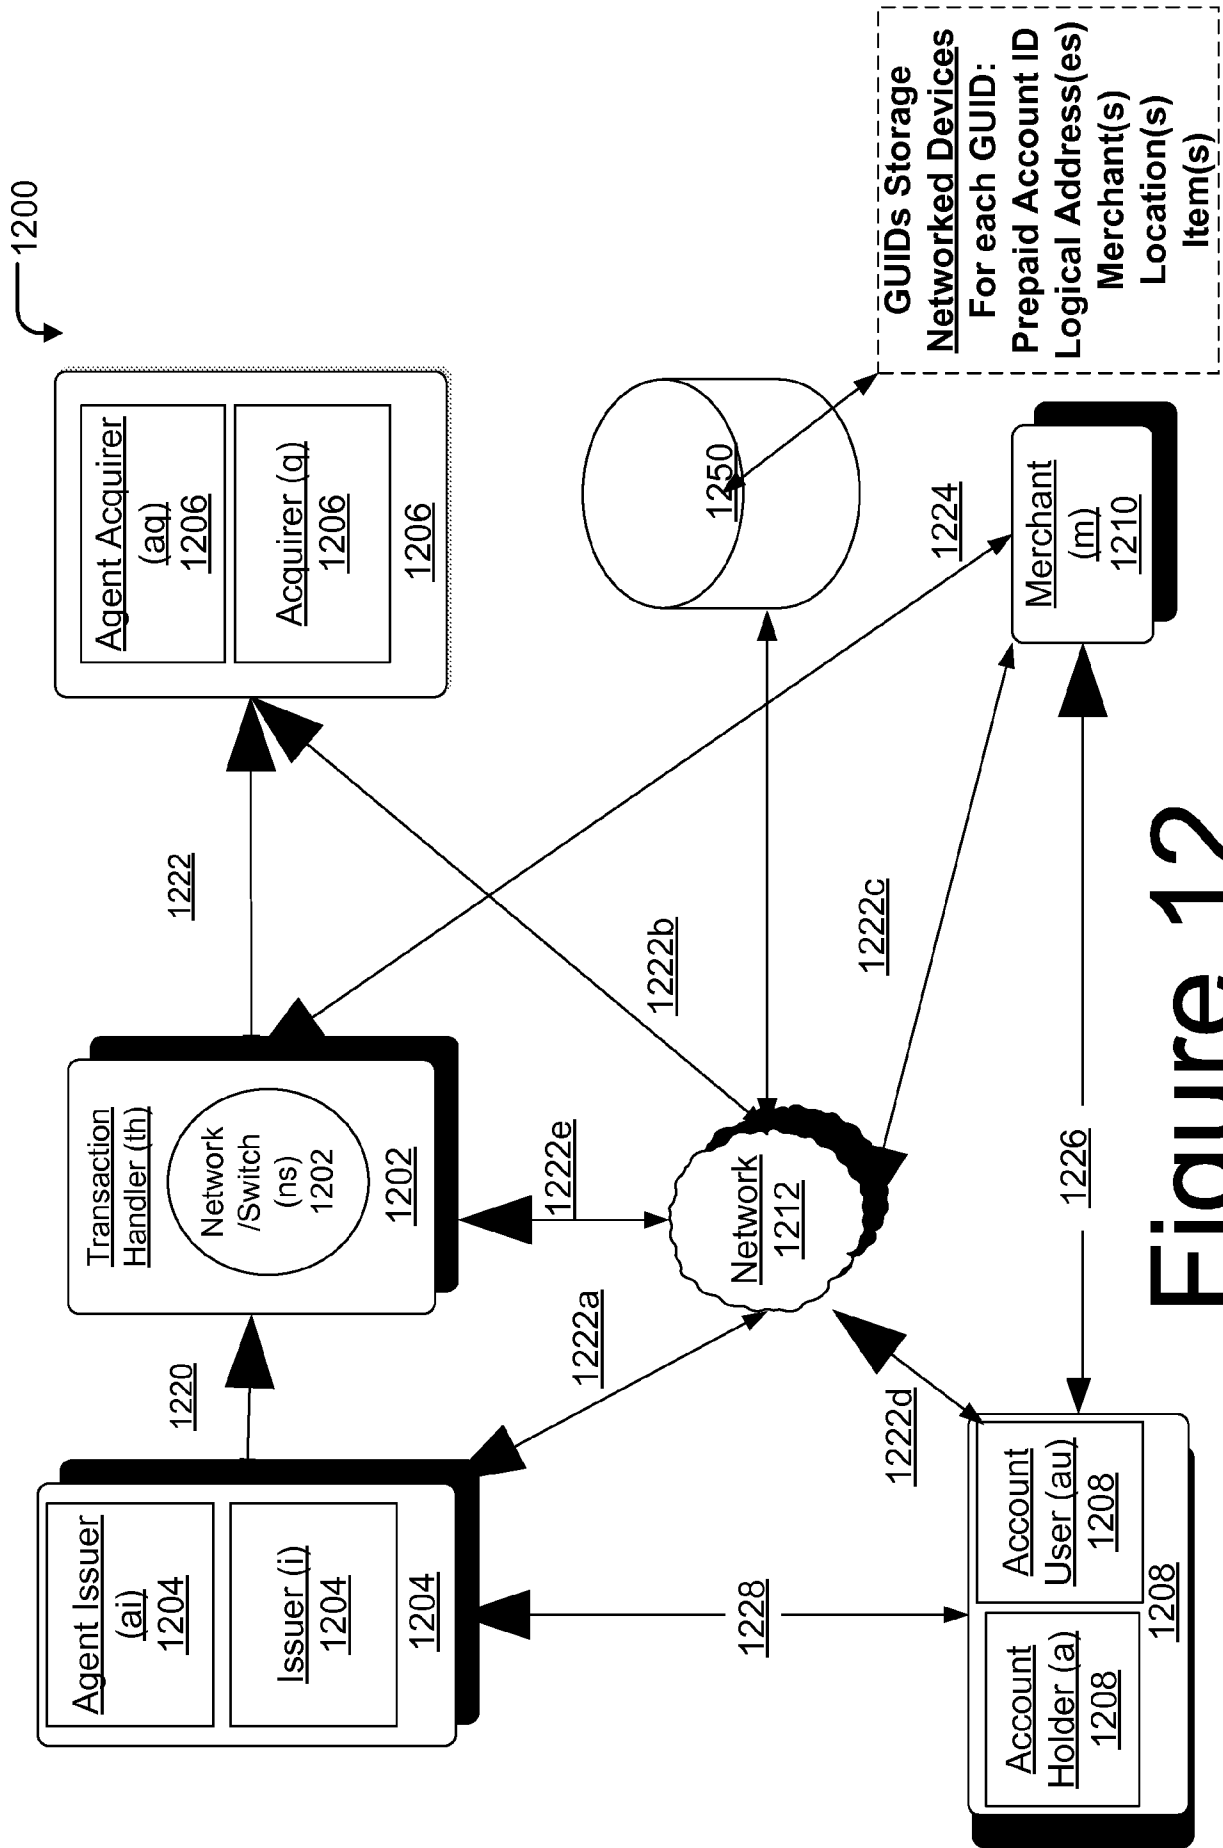 1200
Agent Issuer
(ai)
1204
Issuer (i)
1204
1204
1220
Transaction
Handler (th)
Network
/Switch
(ns)
1202
1202
1222
Agent Acquirer
(aq)
1206
Acquirer (q)
1206
1206
1222a
1222e
1222b
1228
Network
1212
1250
1222d
1222c
1224
GUIDs Storage
Networked Devices
For each GUID:
Prepaid Account ID
Logical Address(es)
Merchant(s)
Location(s)
Item(s)
Account
Holder (a)
1208
Account
User (au)
1208
1208
1226
Merchant
(m)
1210
Figure 12